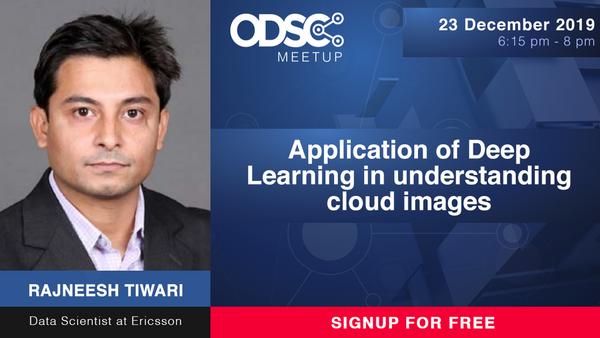 ODSC
MEETUP
23 December 2019
6:15 pm - 8 pm
Application of Deep
Learning in understanding
cloud images
RAJNEESH TIWARI
Data Scientist at Ericsson
SIGNUP FOR FREE